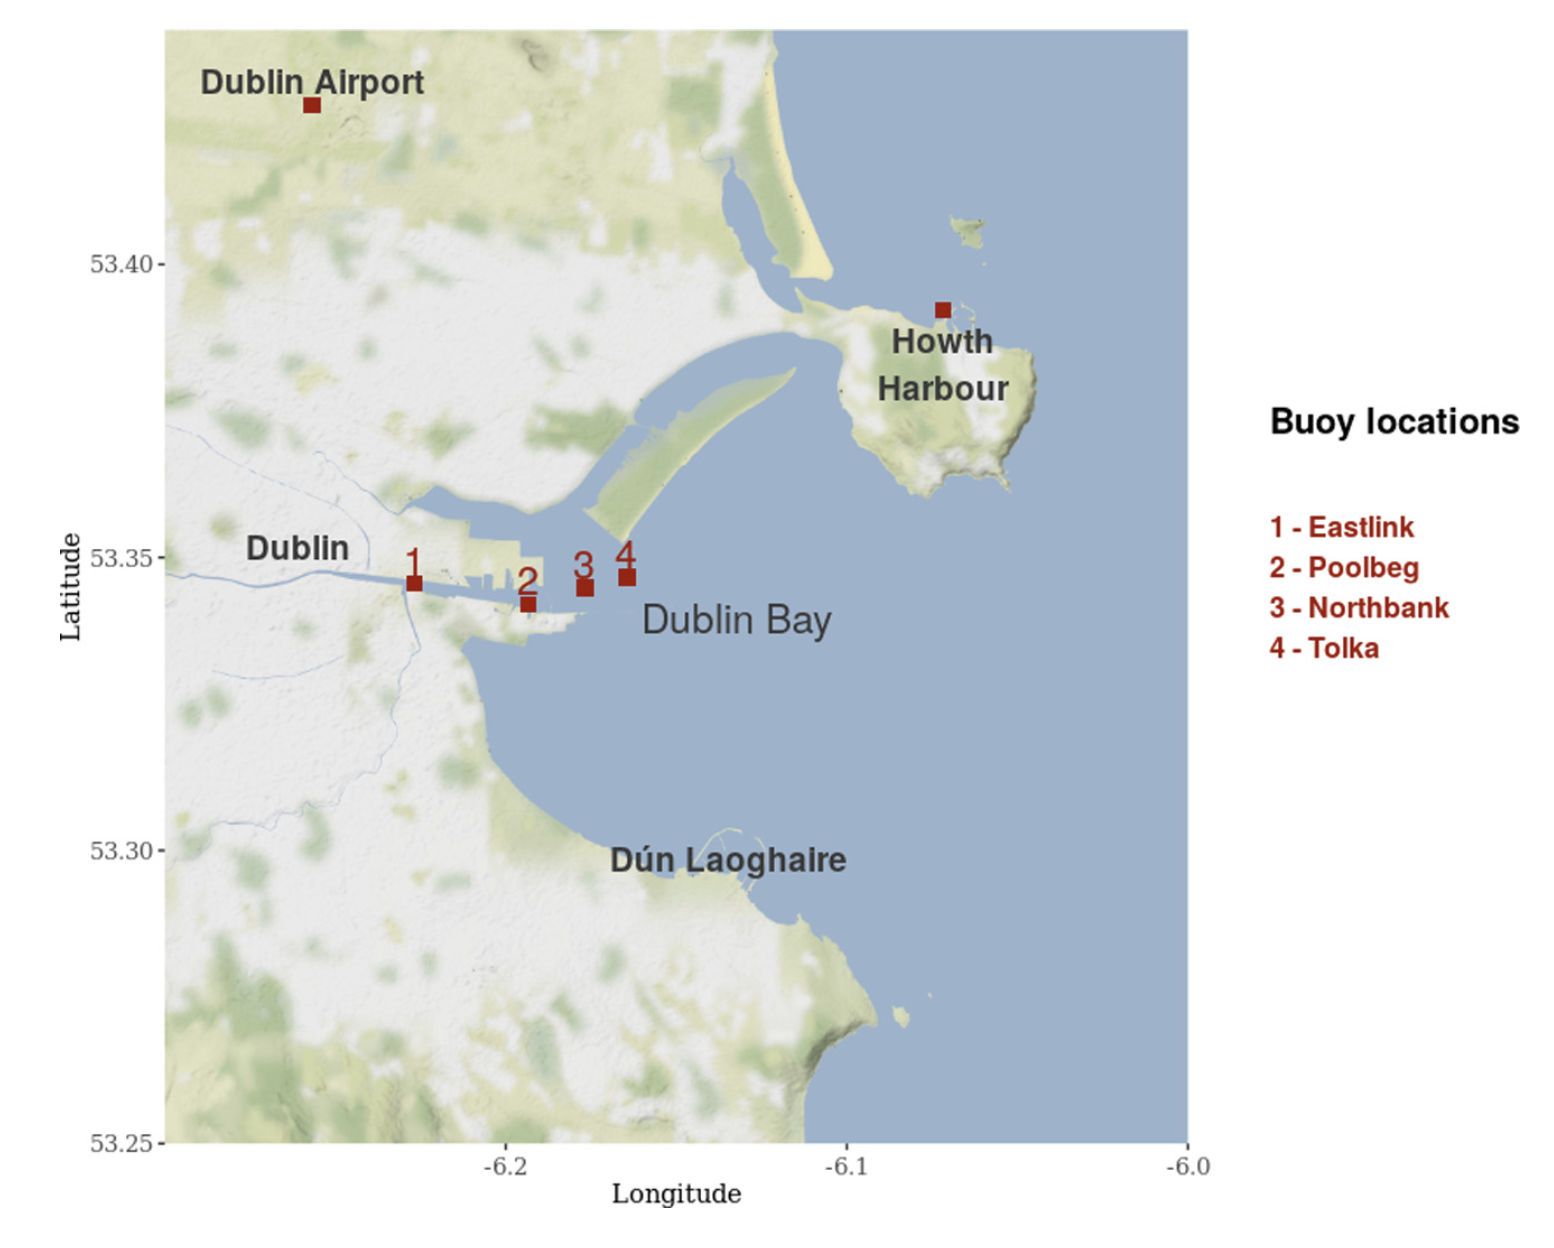 Dublin Airport
53.40
Howth
Harbour
Buoy locations
1 - Eastlink
2 - Poolbeg
3 - Northbank
4 - Tolka
Latitude
53.35
Dublin
1
2
3
4
Dublin Bay
53.30
Dún Laoghaire
53.25
-6.2
-6.1
-6.0
Longitude